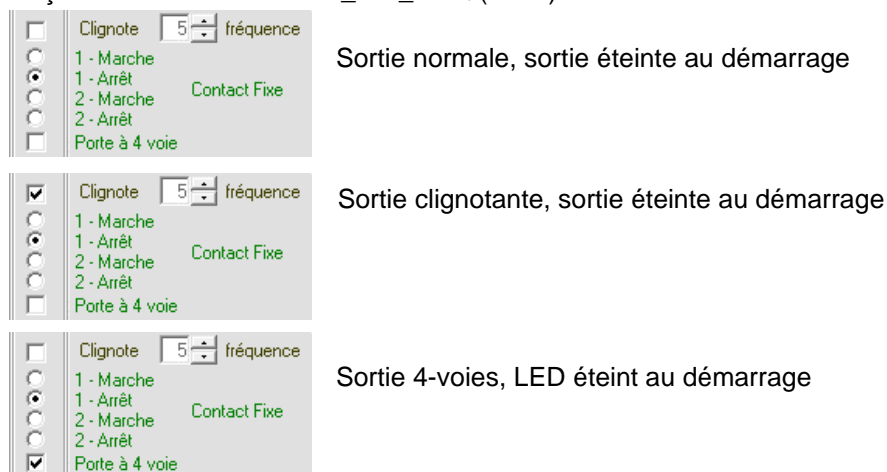 Clignote 5 fréquence
1 - Marche
1 - Arrêt
2 - Marche
2 - Arrêt
Contact Fixe
Porte à 4 voie
Sortie normale, sortie éteinte au démarrage
Clignote 5 fréquence
1 - Marche
1 - Arrêt
2 - Marche
2 - Arrêt
Contact Fixe
Porte à 4 voie
Sortie clignotante, sortie éteinte au démarrage
Clignote 5 fréquence
1 - Marche
1 - Arrêt
2 - Marche
2 - Arrêt
Contact Fixe
Porte à 4 voie
Sortie 4-voies, LED éteint au démarrage